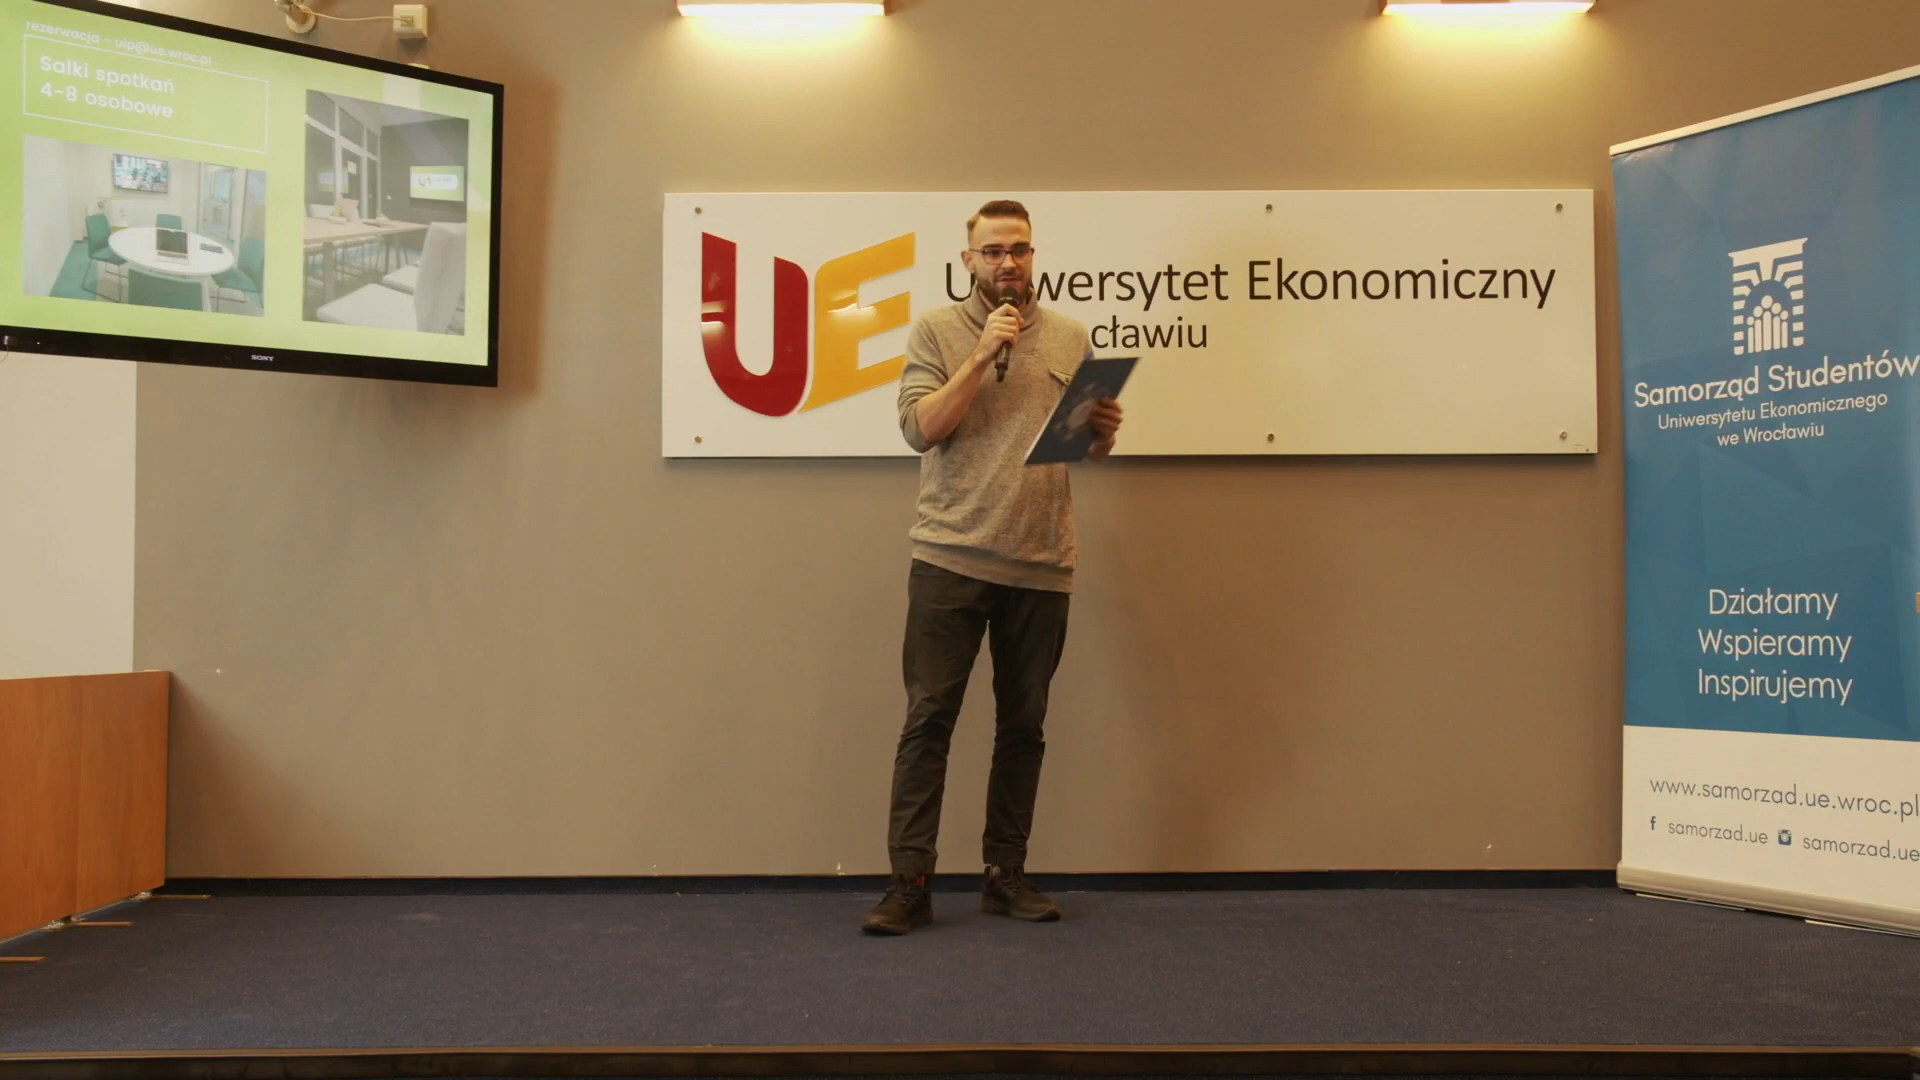 rezerwacja - uip@ue.wroc.pl
Salki spotkań
4-8 osobowe
SONY
UE
U wersytet Ekonomiczny
cławiu
Samorząd Studentów
Uniwersytetu Ekonomicznego
we Wrocławiu
Działamy
Wspieramy
Inspirujemy
www.samorzad.ue.wroc.pl
f samorzad.ue samorzad.ue